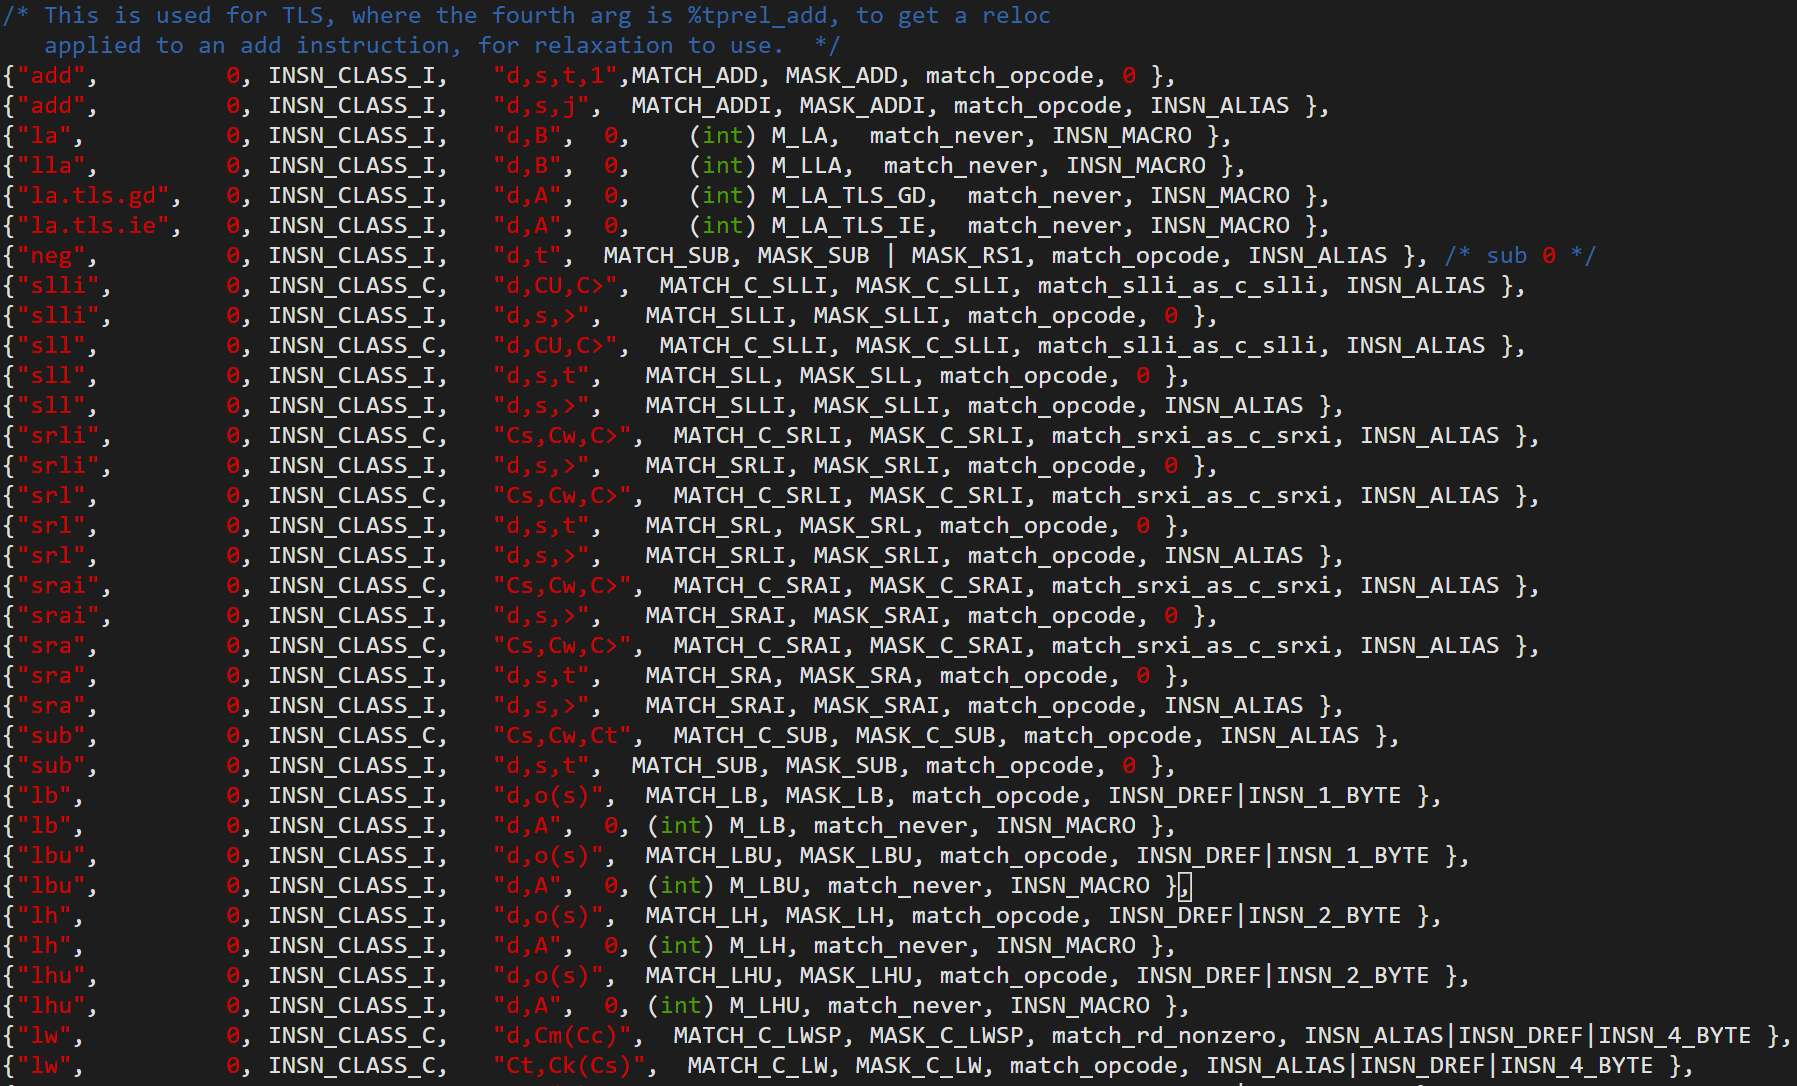 /* This is used for TLS, where the fourth arg is %tprel_add, to get a reloc
   applied to an add instruction, for relaxation to use.  */
{"add",         0, INSN_CLASS_I,   "d,s,t,1",MATCH_ADD, MASK_ADD, match_opcode, 0 },
{"add",         0, INSN_CLASS_I,   "d,s,j",  MATCH_ADDI, MASK_ADDI, match_opcode, INSN_ALIAS },
{"la",          0, INSN_CLASS_I,   "d,B",  0,    (int) M_LA,  match_never, INSN_MACRO },
{"lla",         0, INSN_CLASS_I,   "d,B",  0,    (int) M_LLA,  match_never, INSN_MACRO },
{"la.tls.gd",   0, INSN_CLASS_I,   "d,A",  0,    (int) M_LA_TLS_GD,  match_never, INSN_MACRO },
{"la.tls.ie",   0, INSN_CLASS_I,   "d,A",  0,    (int) M_LA_TLS_IE,  match_never, INSN_MACRO },
{"neg",         0, INSN_CLASS_I,   "d,t",  MATCH_SUB, MASK_SUB | MASK_RS1, match_opcode, INSN_ALIAS }, /* sub 0 */
{"slli",        0, INSN_CLASS_C,   "d,CU,C>",  MATCH_C_SLLI, MASK_C_SLLI, match_slli_as_c_slli, INSN_ALIAS },
{"slli",        0, INSN_CLASS_I,   "d,s,>",   MATCH_SLLI, MASK_SLLI, match_opcode, 0 },
{"sll",         0, INSN_CLASS_C,   "d,CU,C>",  MATCH_C_SLLI, MASK_C_SLLI, match_slli_as_c_slli, INSN_ALIAS },
{"sll",         0, INSN_CLASS_I,   "d,s,t",   MATCH_SLL, MASK_SLL, match_opcode, 0 },
{"sll",         0, INSN_CLASS_I,   "d,s,>",   MATCH_SLLI, MASK_SLLI, match_opcode, INSN_ALIAS },
{"srli",        0, INSN_CLASS_C,   "Cs,Cw,C>",  MATCH_C_SRLI, MASK_C_SRLI, match_srxi_as_c_srxi, INSN_ALIAS },
{"srli",        0, INSN_CLASS_I,   "d,s,>",   MATCH_SRLI, MASK_SRLI, match_opcode, 0 },
{"srl",         0, INSN_CLASS_C,   "Cs,Cw,C>",  MATCH_C_SRLI, MASK_C_SRLI, match_srxi_as_c_srxi, INSN_ALIAS },
{"srl",         0, INSN_CLASS_I,   "d,s,t",   MATCH_SRL, MASK_SRL, match_opcode, 0 },
{"srl",         0, INSN_CLASS_I,   "d,s,>",   MATCH_SRLI, MASK_SRLI, match_opcode, INSN_ALIAS },
{"srai",        0, INSN_CLASS_C,   "Cs,Cw,C>",  MATCH_C_SRAI, MASK_C_SRAI, match_srxi_as_c_srxi, INSN_ALIAS },
{"srai",        0, INSN_CLASS_I,   "d,s,>",   MATCH_SRAI, MASK_SRAI, match_opcode, 0 },
{"sra",         0, INSN_CLASS_C,   "Cs,Cw,C>",  MATCH_C_SRAI, MASK_C_SRAI, match_srxi_as_c_srxi, INSN_ALIAS },
{"sra",         0, INSN_CLASS_I,   "d,s,t",   MATCH_SRA, MASK_SRA, match_opcode, 0 },
{"sra",         0, INSN_CLASS_I,   "d,s,>",   MATCH_SRAI, MASK_SRAI, match_opcode, INSN_ALIAS },
{"sub",         0, INSN_CLASS_C,   "Cs,Cw,Ct",  MATCH_C_SUB, MASK_C_SUB, match_opcode, INSN_ALIAS },
{"sub",         0, INSN_CLASS_I,   "d,s,t",  MATCH_SUB, MASK_SUB, match_opcode, 0 },
{"lb",          0, INSN_CLASS_I,   "d,o(s)",  MATCH_LB, MASK_LB, match_opcode, INSN_DREF|INSN_1_BYTE },
{"lb",          0, INSN_CLASS_I,   "d,A",  0, (int) M_LB, match_never, INSN_MACRO },
{"lbu",         0, INSN_CLASS_I,   "d,o(s)",  MATCH_LBU, MASK_LBU, match_opcode, INSN_DREF|INSN_1_BYTE },
{"lbu",         0, INSN_CLASS_I,   "d,A",  0, (int) M_LBU, match_never, INSN_MACRO },
{"lh",          0, INSN_CLASS_I,   "d,o(s)",  MATCH_LH, MASK_LH, match_opcode, INSN_DREF|INSN_2_BYTE },
{"lh",          0, INSN_CLASS_I,   "d,A",  0, (int) M_LH, match_never, INSN_MACRO },
{"lhu",         0, INSN_CLASS_I,   "d,o(s)",  MATCH_LHU, MASK_LHU, match_opcode, INSN_DREF|INSN_2_BYTE },
{"lhu",         0, INSN_CLASS_I,   "d,A",  0, (int) M_LHU, match_never, INSN_MACRO },
{"lw",          0, INSN_CLASS_C,   "d,Cm(Cc)",  MATCH_C_LWSP, MASK_C_LWSP, match_rd_nonzero, INSN_ALIAS|INSN_DREF|INSN_4_BYTE },
{"lw",          0, INSN_CLASS_C,   "Ct,Ck(Cs)",  MATCH_C_LW, MASK_C_LW, match_opcode, INSN_ALIAS|INSN_DREF|INSN_4_BYTE },